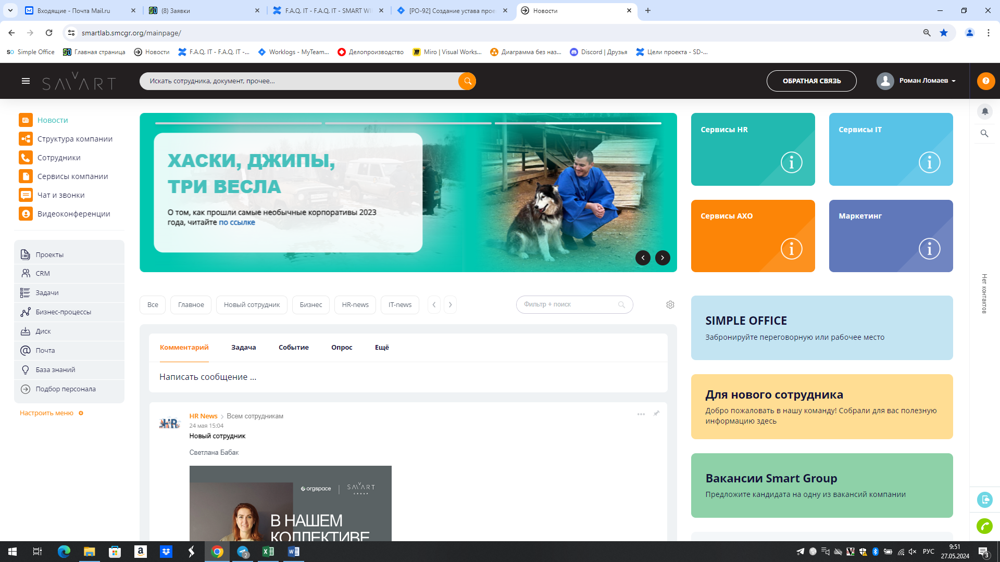 Входящие - Почта Mail.ru
(8) Заявки
F.A.Q. IT - F.A.Q. IT - SMART WI
[PO-92] Создание устава прое
Новости
smartlab.smcgr.org/mainpage/
Simple Office
Главная страница
Новости
F.A.Q. IT - F.A.Q. IT -...
Worklogs - MyTeam...
Делопроизводство
Miro | Visual Works...
Диаграмма без наз...
Discord | Друзья
Цели проекта - SD-...
SMART
Искать сотрудника, документ, прочее...
ОБРАТНАЯ СВЯЗЬ
Роман Ломаев
Новости
Структура компании
Сотрудники
Сервисы компании
Чат и звонки
Видеоконференции
Проекты
CRM
Задачи
Бизнес-процессы
Диск
Почта
База знаний
Подбор персонала
Настроить меню
ХАСКИ, ДЖИПЫ,
ТРИ ВЕСЛА
О том, как прошли самые необычные корпоративы 2023
года, читайте по ссылке
Сервисы HR
Сервисы IT
Сервисы АХО
Маркетинг
Все
Главное
Новый сотрудник
Бизнес
HR-news
IT-news
Фильтр + поиск
Комментарий
Задача
Событие
Опрос
Ещё
Написать сообщение ...
HR
HR News > Всем сотрудникам
24 мая 15:04
Новый сотрудник
Светлана Бабак
orgspace | SMART
GROUP
В НАШЕМ
КОЛЛЕКТИВЕ
SIMPLE OFFICE
Забронируйте переговорную или рабочее место
Для нового сотрудника
Добро пожаловать в нашу команду! Собрали для вас полезную
информацию здесь
Вакансии Smart Group
Предложите кандидата на одну из вакансий компании
Нет контактов
2
РУС
9:51
27.05.2024
3